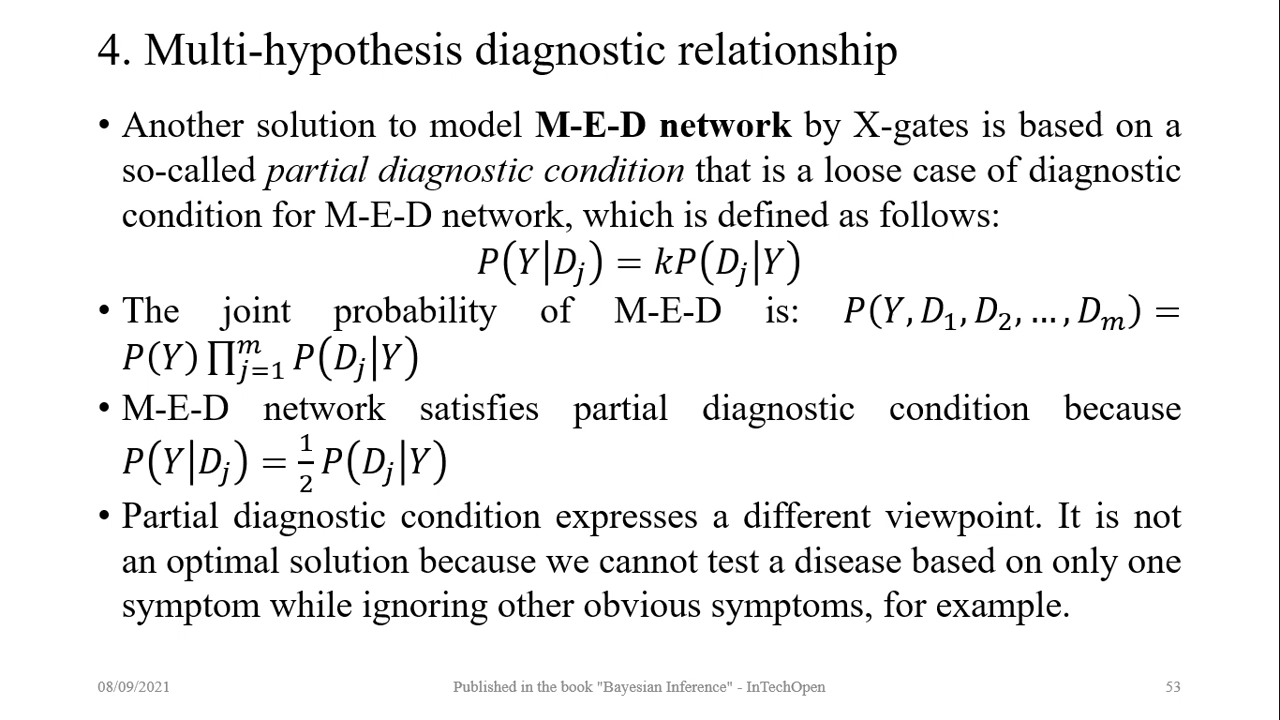 4. Multi-hypothesis diagnostic relationship
• Another solution to model M-E-D network by X-gates is based on a
so-called partial diagnostic condition that is a loose case of diagnostic
condition for M-E-D network, which is defined as follows:
P(Y|Dⱼ) = kP(Dⱼ|Y)
• The joint probability of M-E-D is: P(Y, D₁, D₂, …, Dₘ) =
P(Y) ∏ⱼ₌₁ᵐ P(Dⱼ|Y)
• M-E-D network satisfies partial diagnostic condition because
P(Y|Dⱼ) = 1/2 P(Dⱼ|Y)
• Partial diagnostic condition expresses a different viewpoint. It is not
an optimal solution because we cannot test a disease based on only one
symptom while ignoring other obvious symptoms, for example.
08/09/2021 Published in the book "Bayesian Inference" - InTechOpen 53